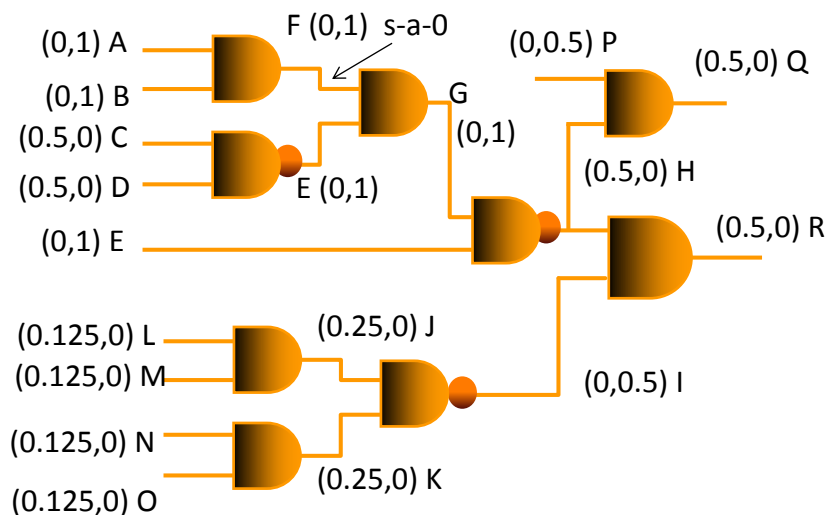 (0,1) A
F (0,1) s-a-0
(0,0.5) P
(0.5,0) Q
(0,1) B
G
(0,1)
(0.5,0) C
(0.5,0) D
E (0,1)
(0.5,0) H
(0,1) E
(0.5,0) R
(0.125,0) L
(0.25,0) J
(0.125,0) M
(0,0.5) I
(0.125,0) N
(0.25,0) K
(0.125,0) O